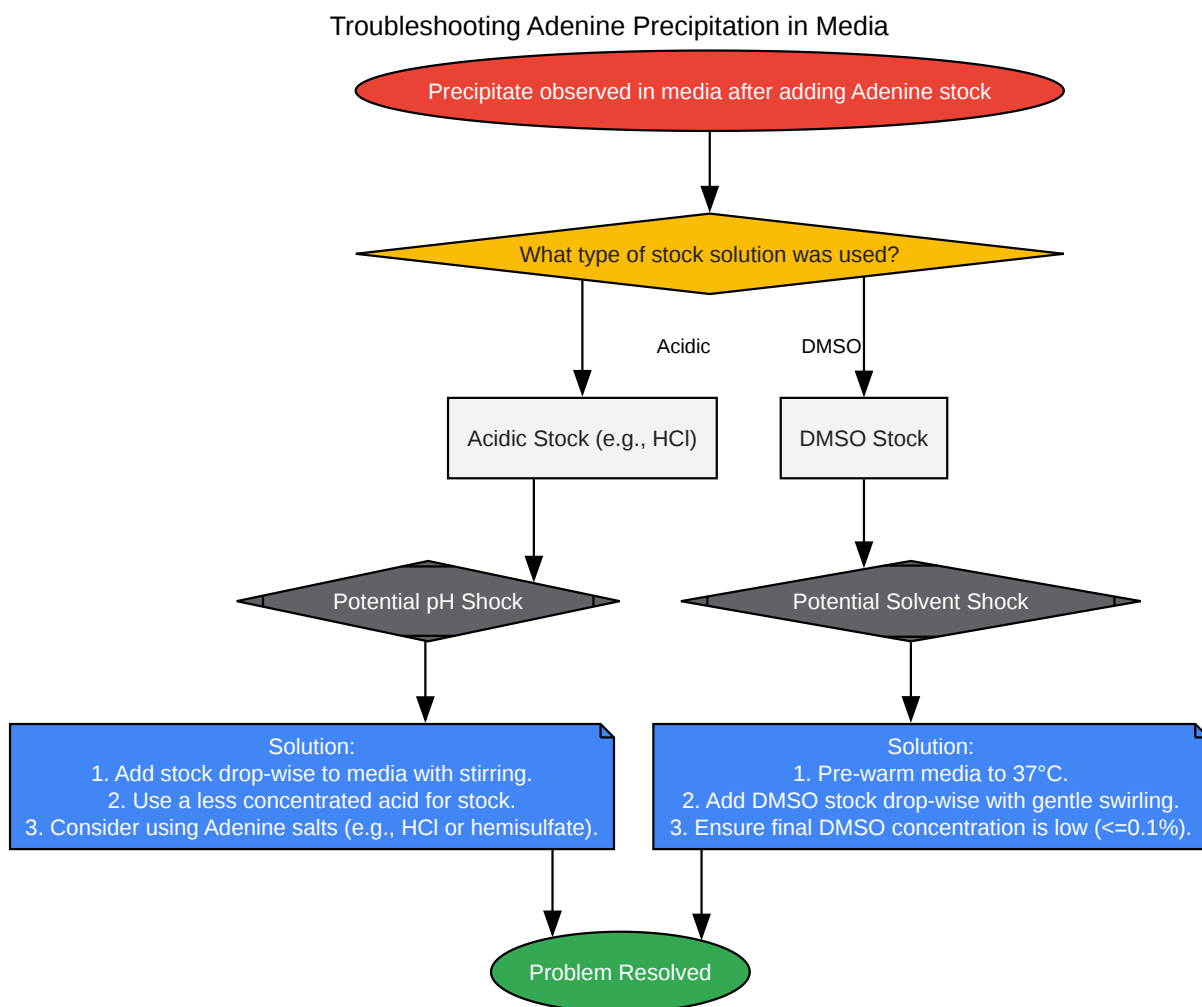 Troubleshooting Adenine Precipitation in Media
Precipitate observed in media after adding Adenine stock
What type of stock solution was used?
Acidic
DMSO
Acidic Stock (e.g., HCl)
DMSO Stock
Potential pH Shock
Potential Solvent Shock
Solution:
1. Add stock drop-wise to media with stirring.
2. Use a less concentrated acid for stock.
3. Consider using Adenine salts (e.g., HCl or hemisulfate).
Solution:
1. Pre-warm media to 37°C.
2. Add DMSO stock drop-wise with gentle swirling.
3. Ensure final DMSO concentration is low (<=0.1%).
Problem Resolved